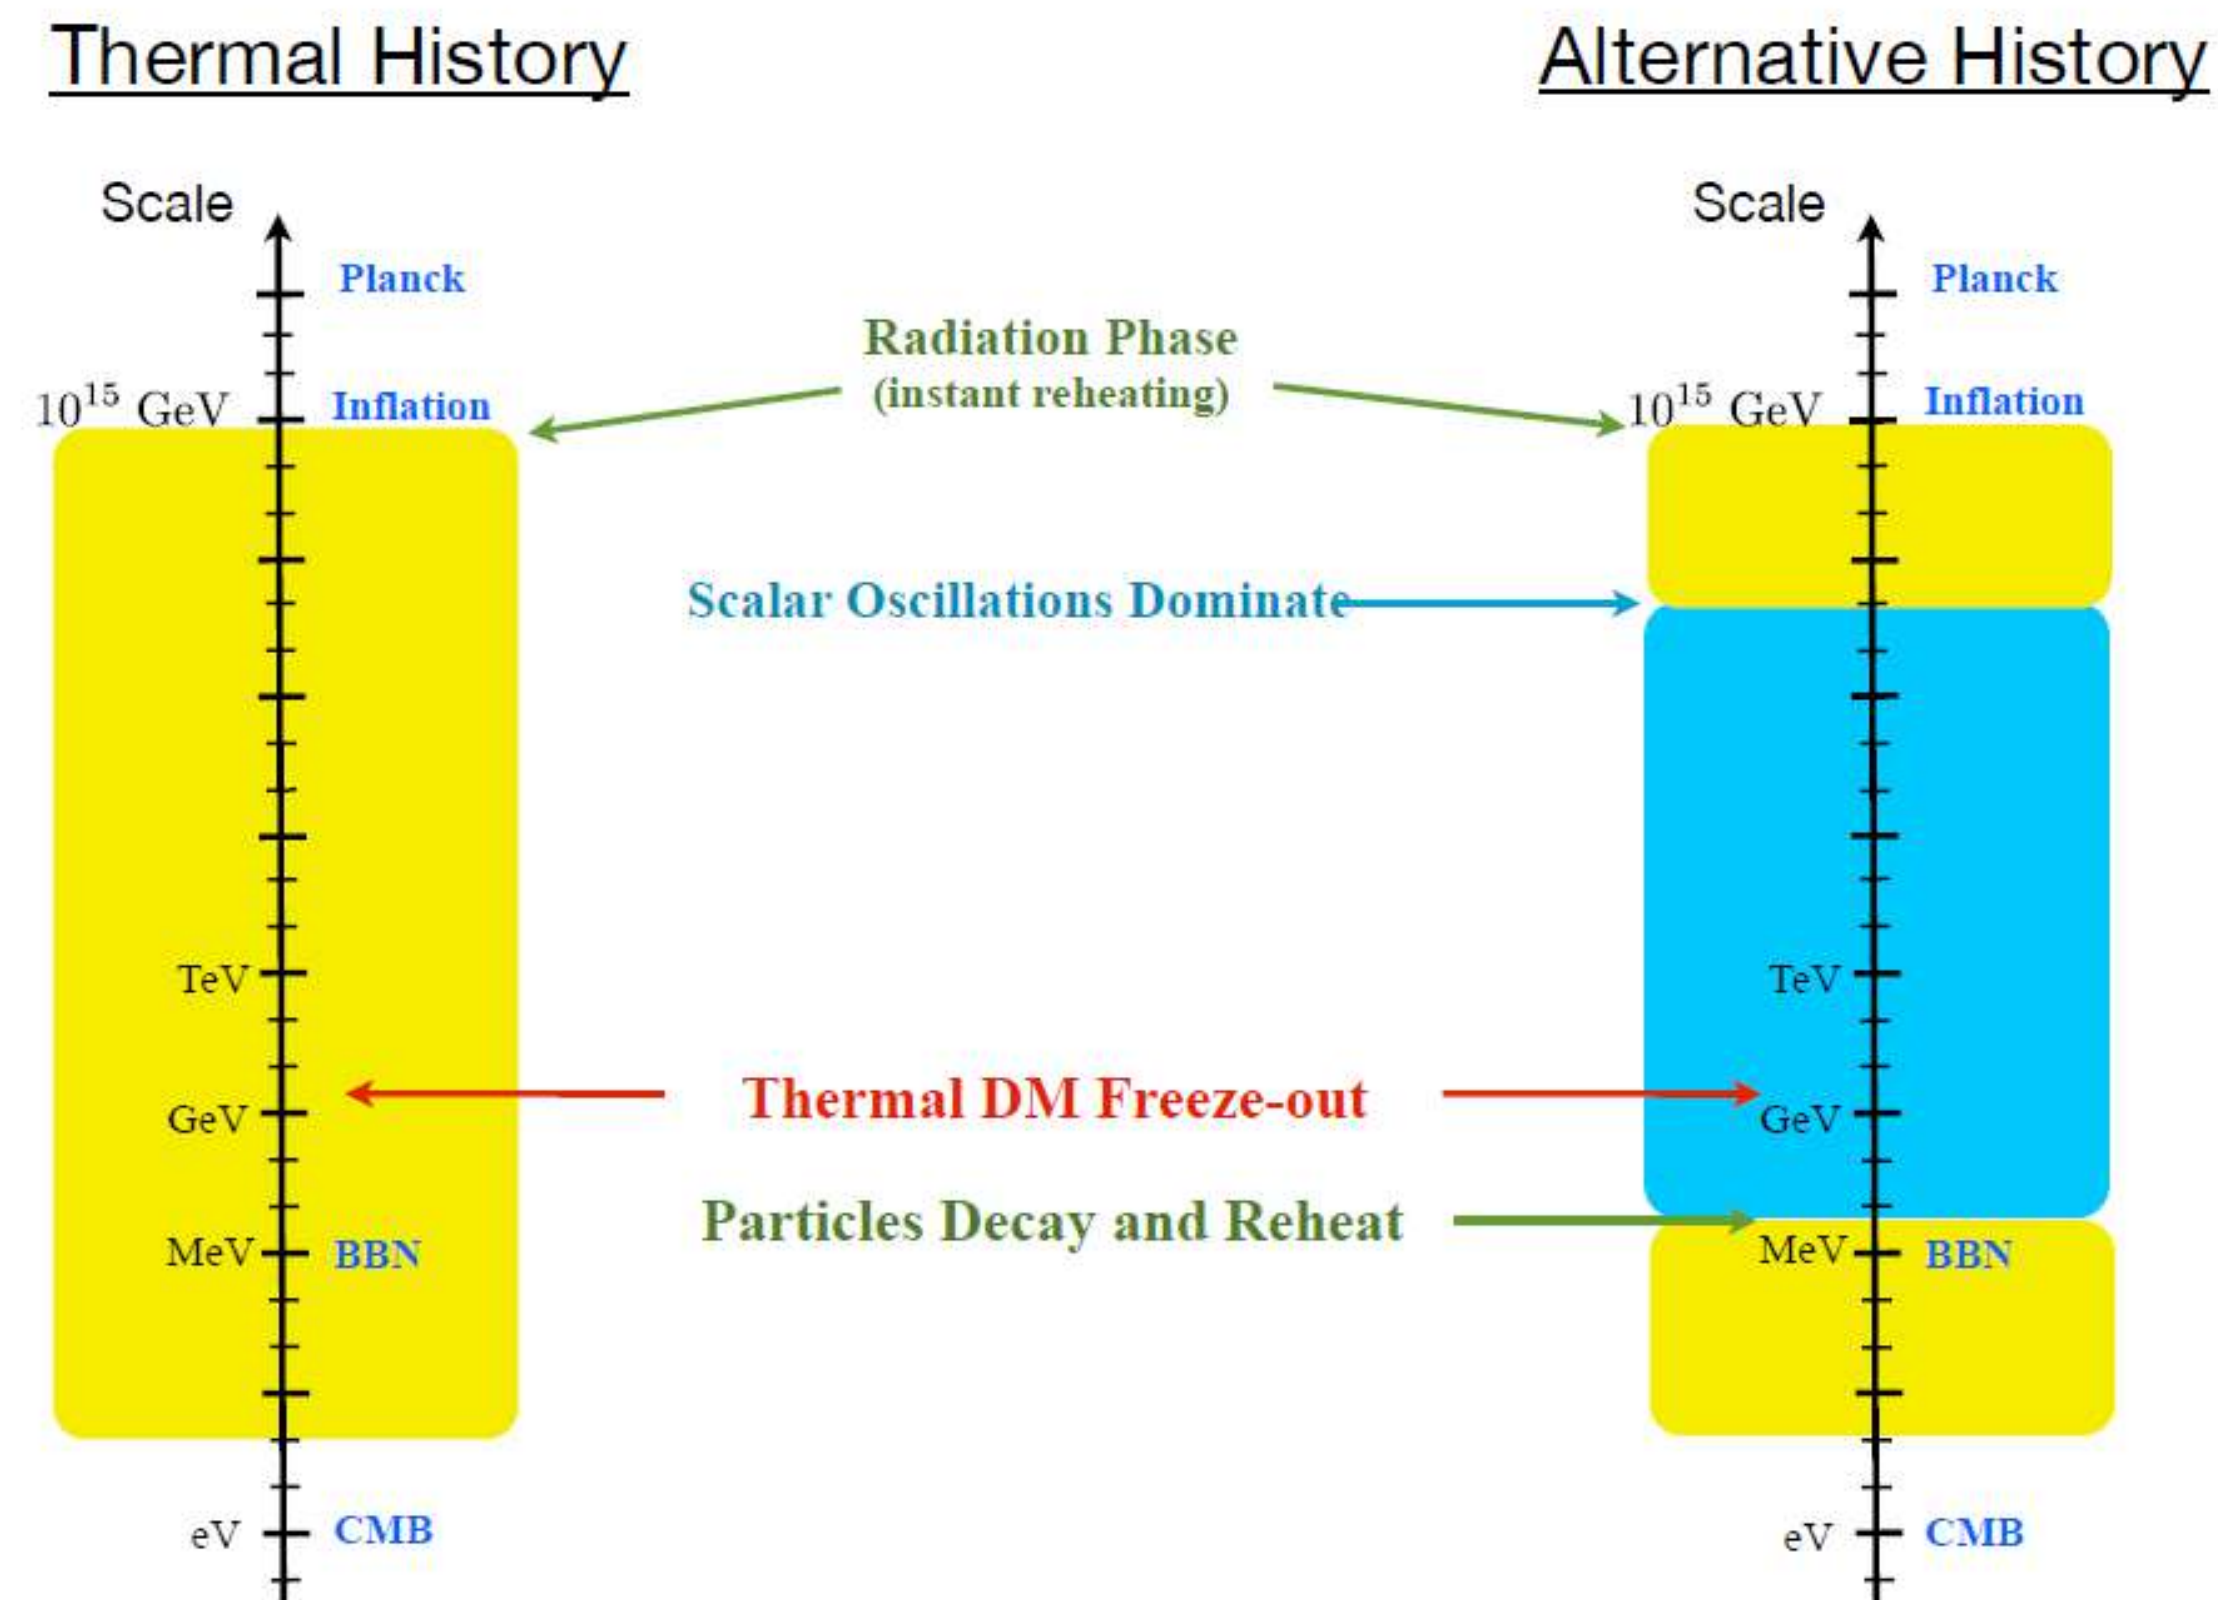 Thermal History
Alternative History
Scale
Planck
10^15 GeV
Inflation
TeV
GeV
MeV
BBN
eV
CMB
Radiation Phase
(instant reheating)
Scalar Oscillations Dominate
Thermal DM Freeze-out
Particles Decay and Reheat
Scale
Planck
10^15 GeV
Inflation
TeV
GeV
MeV
BBN
eV
CMB